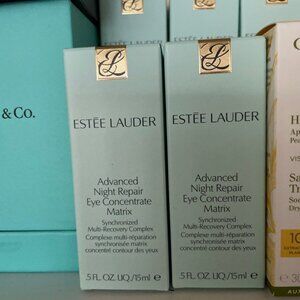 & Co.
ESTĒE LAUDER
Advanced
Night Repair
Eye Concentrate
Matrix
Synchronized
Multi-Recovery Complex
Complexe multi-réparation
synchronisée matrix
concentré contour des yeux
.5 FL. OZ. LIQ./15ml ℮
ESTĒE LAUDER
Advanced
Night Repair
Eye Concentrate
Matrix
Synchronized
Multi-Recovery Complex
Complexe multi-réparation
synchronisée matrix
concentré contour des yeux
.5 FL. OZ. LIQ./15ml ℮